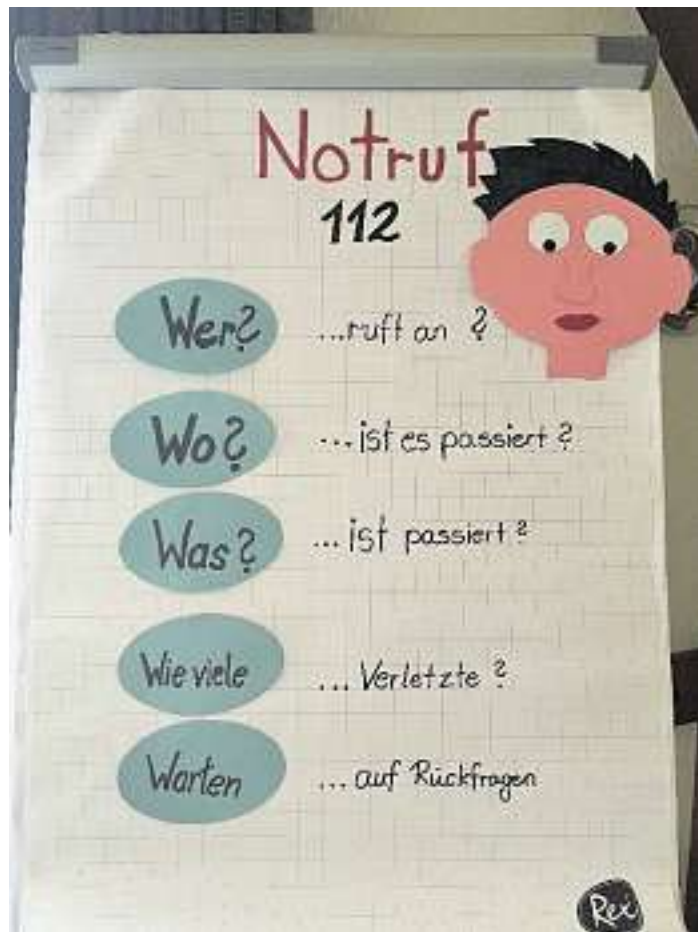 Notruf
112
Wer? ...ruft an ?
Wo? ...ist es passiert ?
Was? ...ist passiert ?
Wie viele ...Verletzte ?
Warten ...auf Rückfragen
Rex